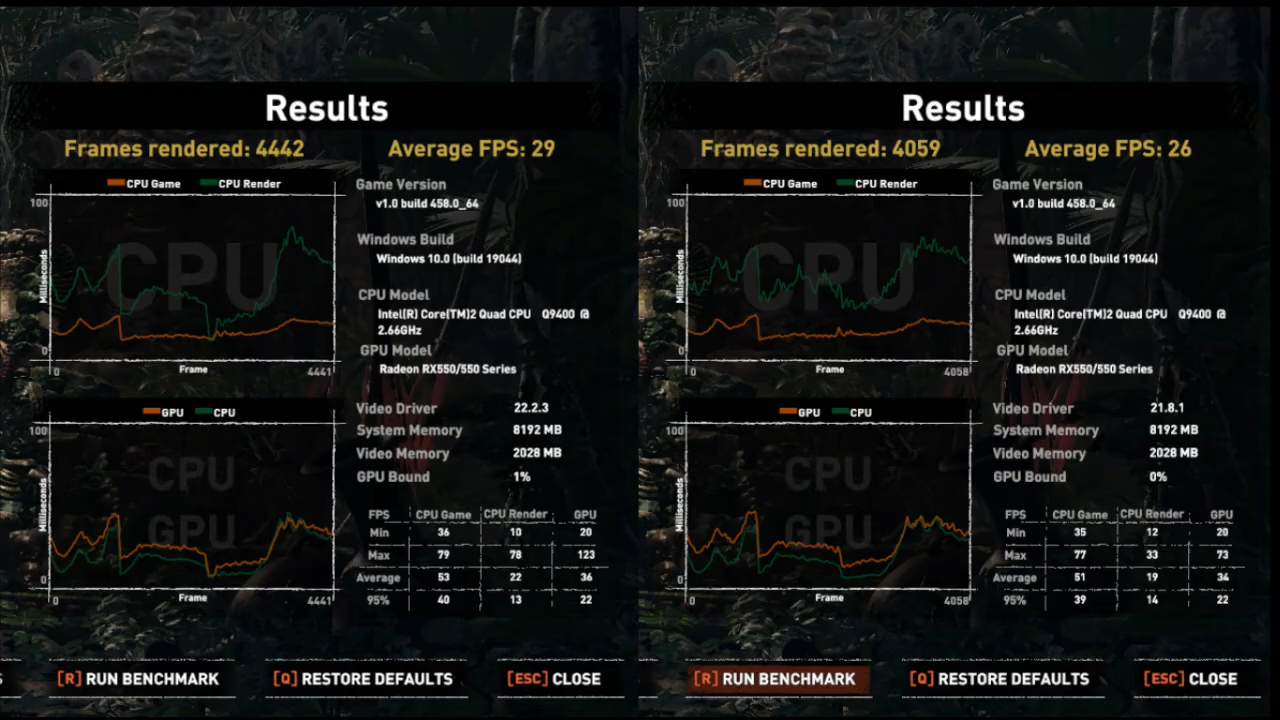 Results
Frames rendered: 4442 Average FPS: 29
CPU Game CPU Render
100
CPU
Milliseconds
0
0 Frame 4441
Game Version
v1.0 build 458.0_64
Windows Build
Windows 10.0 (build 19044)
CPU Model
Intel(R) Core(TM)2 Quad CPU Q9400 @
2.66GHz
GPU Model
Radeon RX550/550 Series
GPU CPU
100
CPU
GPU
Milliseconds
0
0 Frame 4441
Video Driver 22.2.3
System Memory 8192 MB
Video Memory 2028 MB
GPU Bound 1%
FPS CPU Game CPU Render GPU
Min 36 10 20
Max 79 78 123
Average 53 22 36
95% 40 13 22
S [R] RUN BENCHMARK [Q] RESTORE DEFAULTS [ESC] CLOSE
Results
Frames rendered: 4059 Average FPS: 26
CPU Game CPU Render
100
CPU
Milliseconds
0
0 Frame 4058
Game Version
v1.0 build 458.0_64
Windows Build
Windows 10.0 (build 19044)
CPU Model
Intel(R) Core(TM)2 Quad CPU Q9400 @
2.66GHz
GPU Model
Radeon RX550/550 Series
GPU CPU
100
CPU
GPU
Milliseconds
0
0 Frame 4058
Video Driver 21.8.1
System Memory 8192 MB
Video Memory 2028 MB
GPU Bound 0%
FPS CPU Game CPU Render GPU
Min 35 12 20
Max 77 33 73
Average 51 19 34
95% 39 14 22
[R] RUN BENCHMARK [Q] RESTORE DEFAULTS [ESC] CLOSE